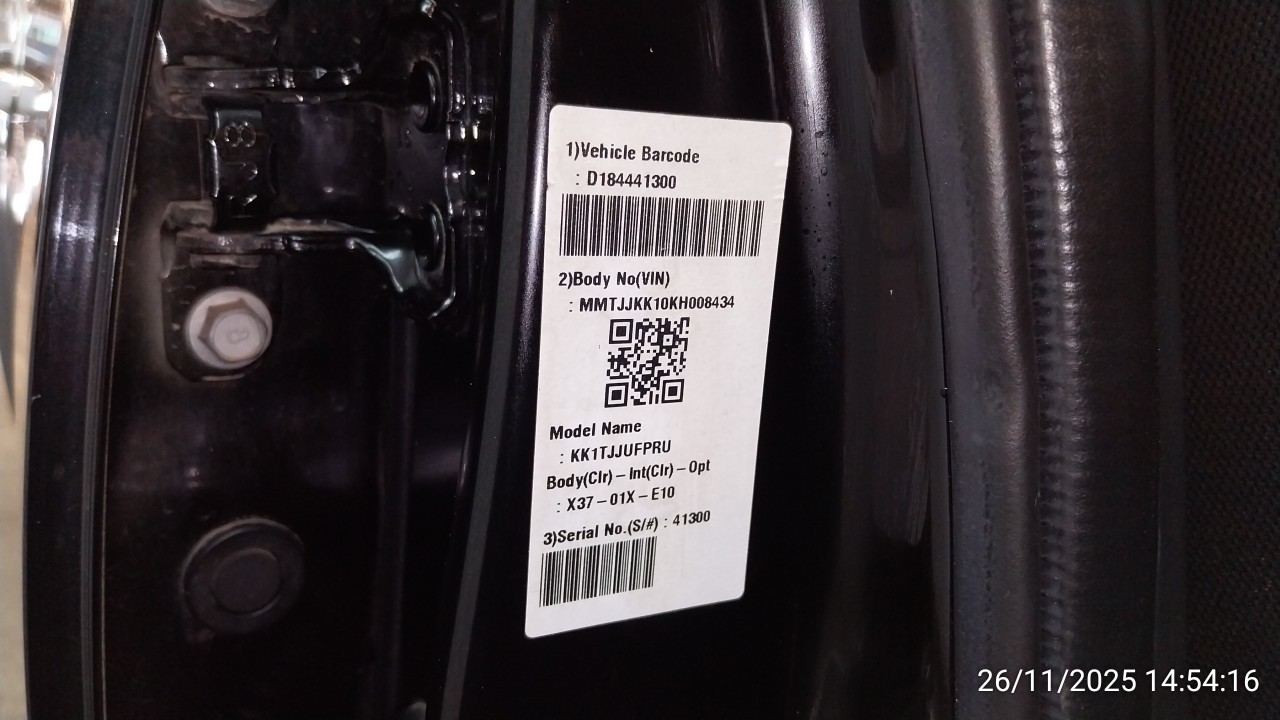 1)Vehicle Barcode
: D184441300
2)Body No(VIN)
: MMTJJKK10KH008434
Model Name
: KK1TJJUFPRU
Body(Clr)–Int(Clr)–Opt
: X37–01X–E10
3)Serial No.(S/#) : 41300
26/11/2025 14:54:16